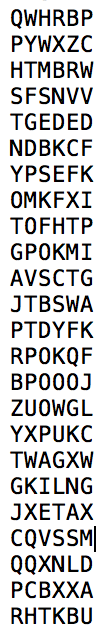 QWHRBP
PYWXZC
HTMBRW
SFSNVV
TGEDED
NDBKCF
YPSEFK
OMKFXI
TOFHTP
GPOKMI
AVSCTG
JTBSWA
PTDYFK
RPOKQF
BPOOOJ
ZUOWGL
YXPUKC
TWAGXW
GKILNG
JXETAX
CQVSSM
QQXNLD
PCBXXA
RHTKBU